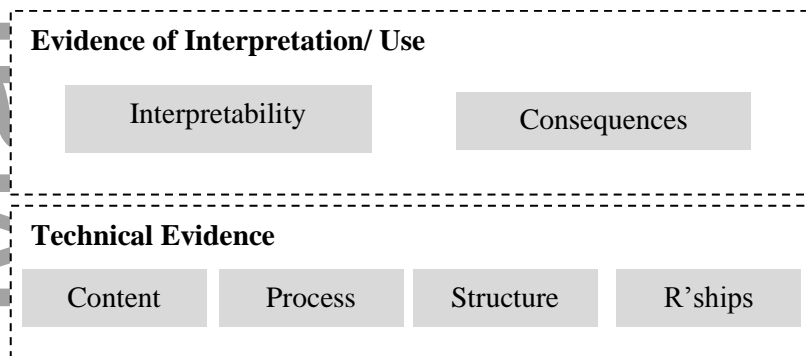 Evidence of Interpretation/ Use
Interpretability
Consequences
Technical Evidence
Content
Process
Structure
R’ships